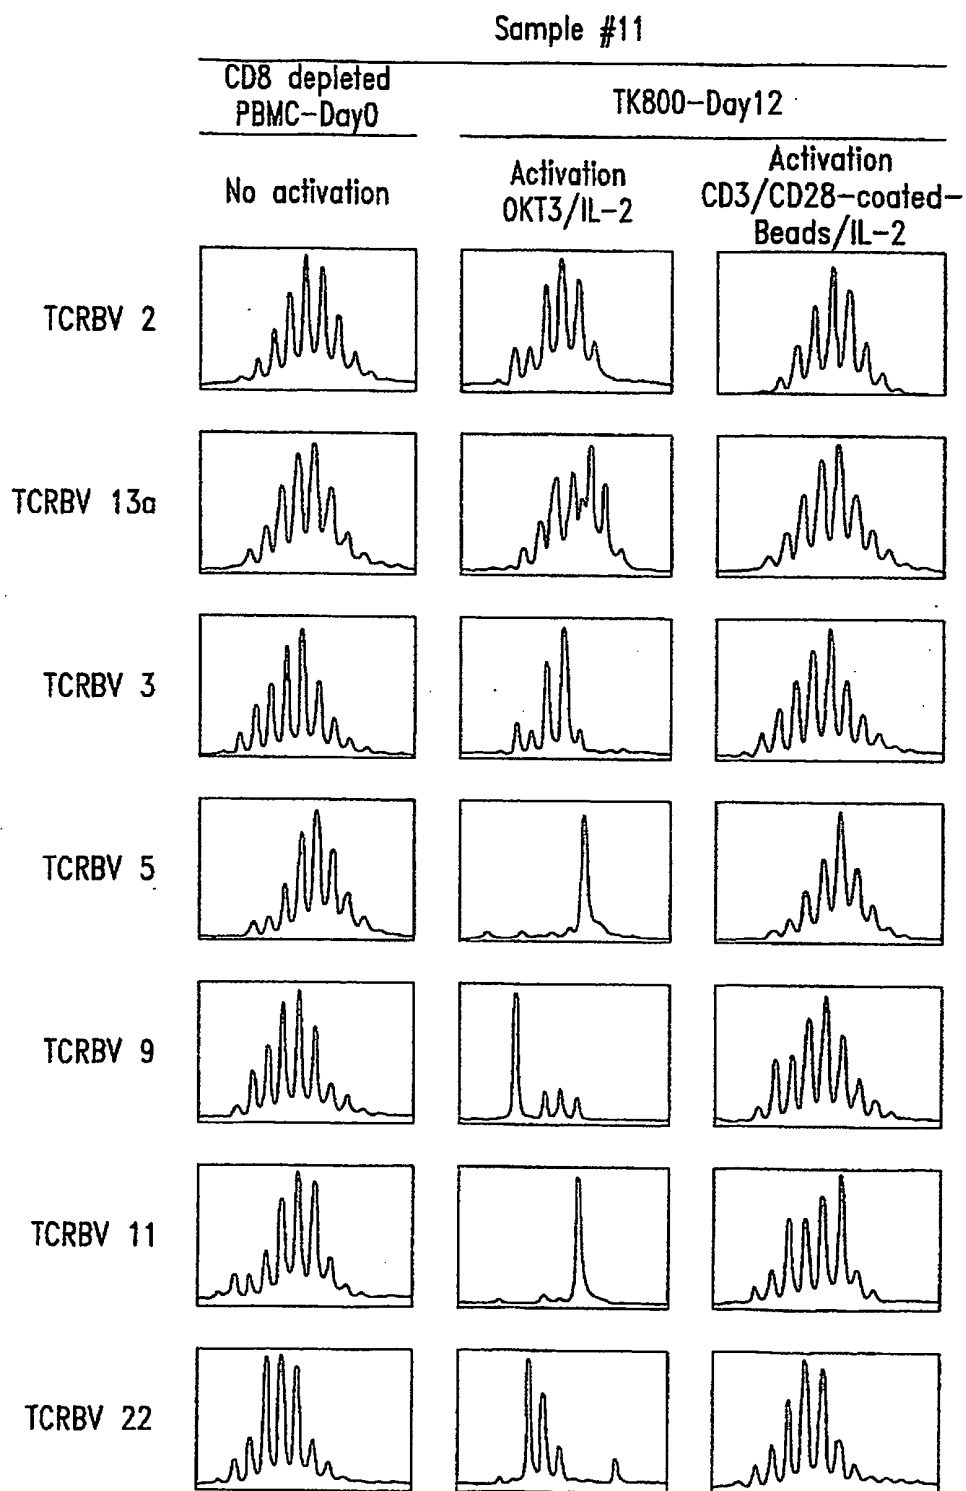 Sample #11
CD8 depleted
PBMC-Day0
TK800-Day12
No activation
Activation
OKT3/IL-2
Activation
CD3/CD28-coated-
Beads/IL-2
TCRBV 2
TCRBV 13a
TCRBV 3
TCRBV 5
TCRBV 9
TCRBV 11
TCRBV 22